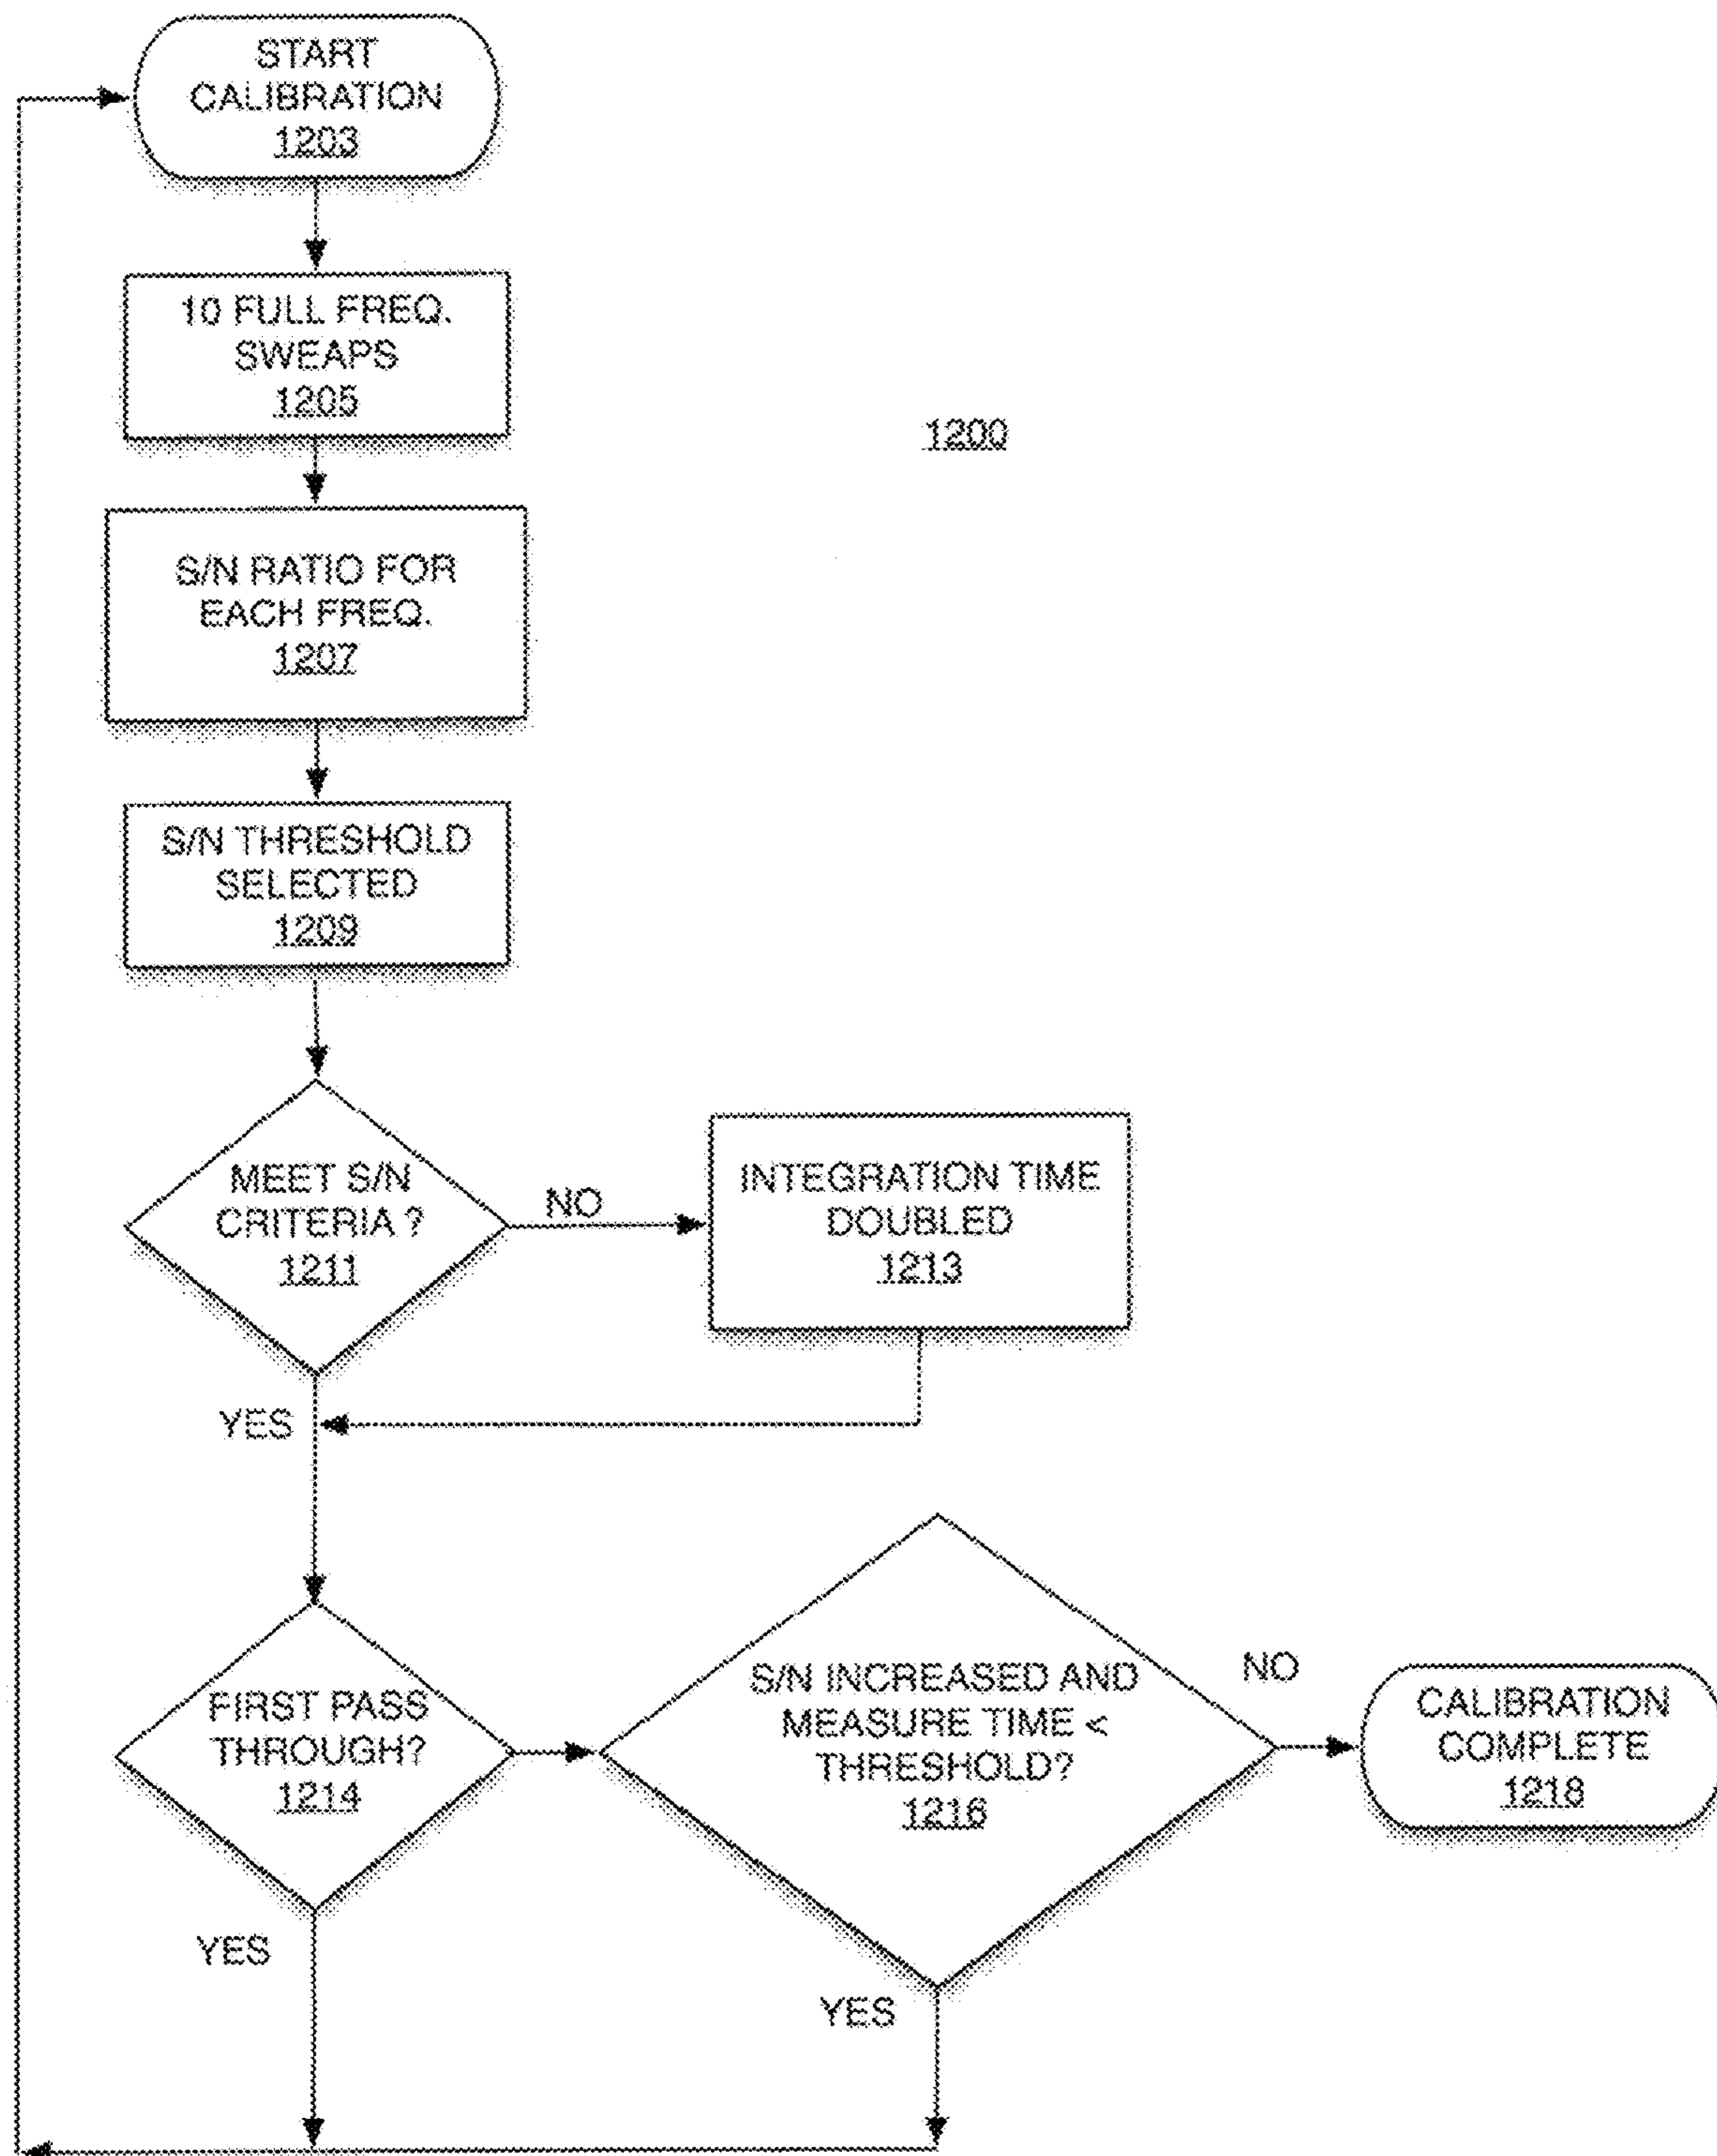 START
CALIBRATION
1203
10 FULL FREQ.
SWEAPS
1205
1200
S/N RATIO FOR
EACH FREQ.
1207
S/N THRESHOLD
SELECTED
1209
MEET S/N
CRITERIA ?
1211
NO
INTEGRATION TIME
DOUBLED
1213
YES
FIRST PASS
THROUGH?
1214
S/N INCREASED AND
MEASURE TIME <
THRESHOLD?
1216
NO
CALIBRATION
COMPLETE
1218
YES
YES